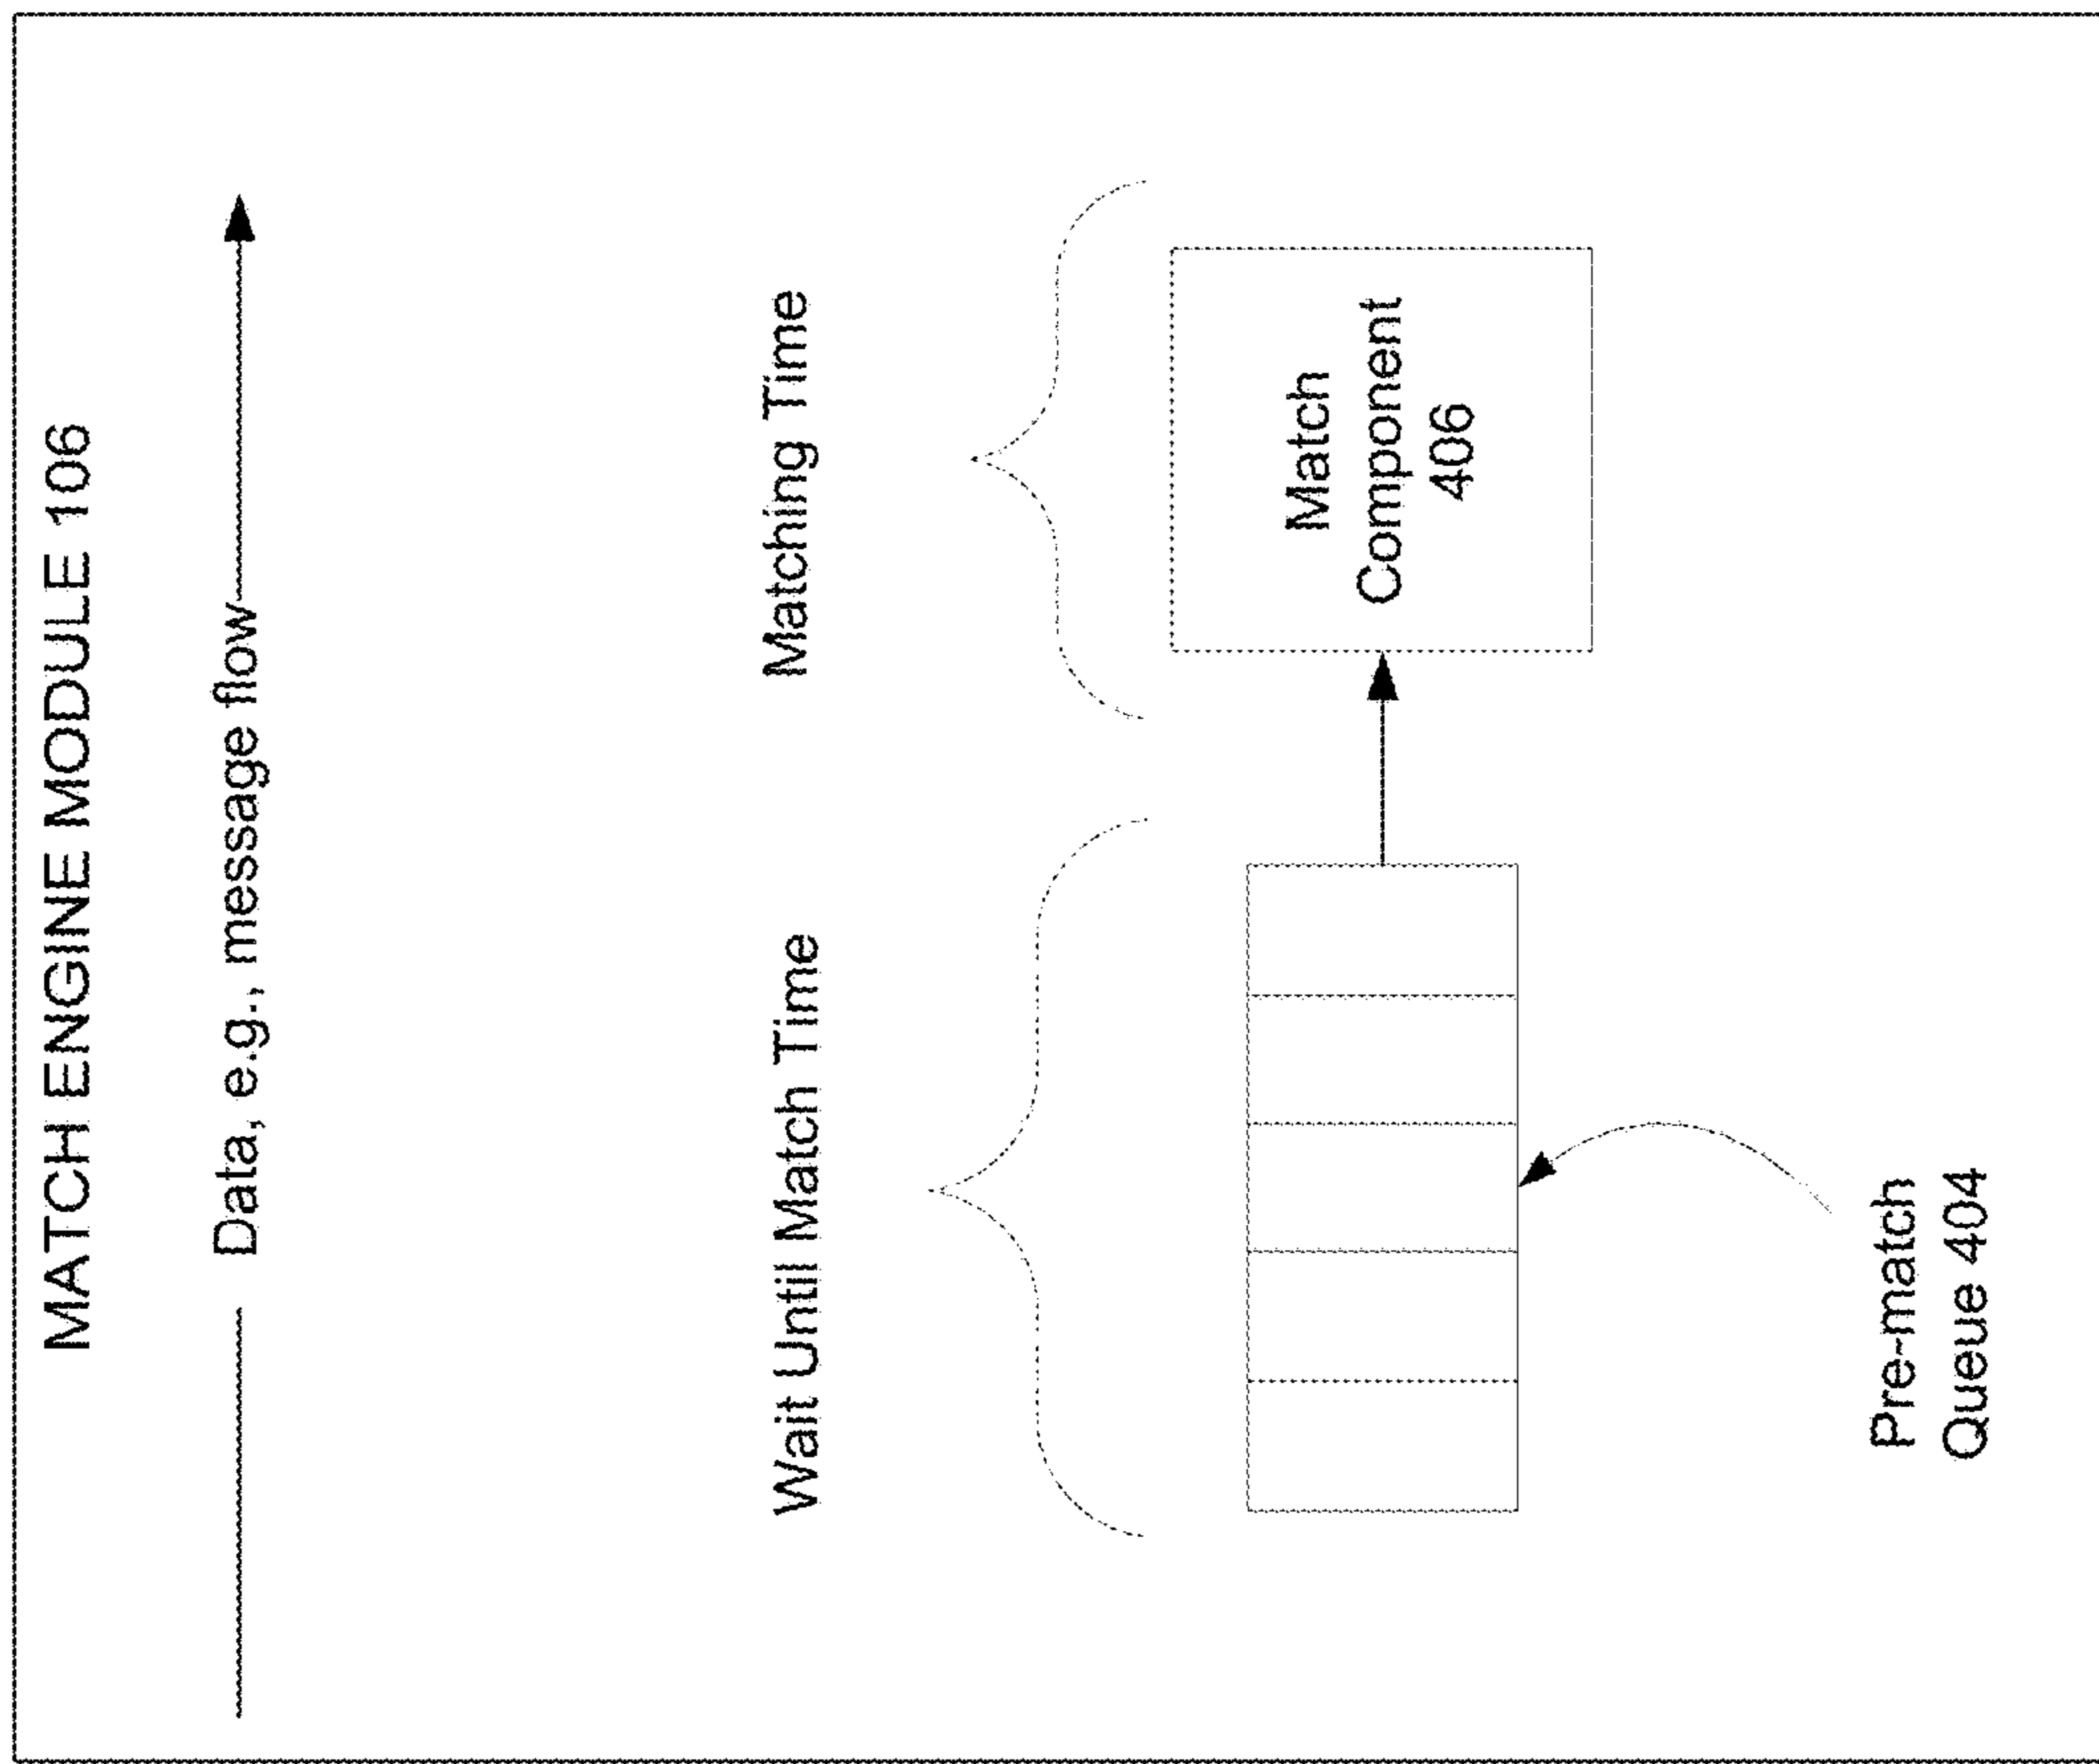 MATCH ENGINE MODULE 106
Data, e.g., message flow
Wait Until Match Time
Matching Time
Match
Component
406
Pre-match
Queue 404